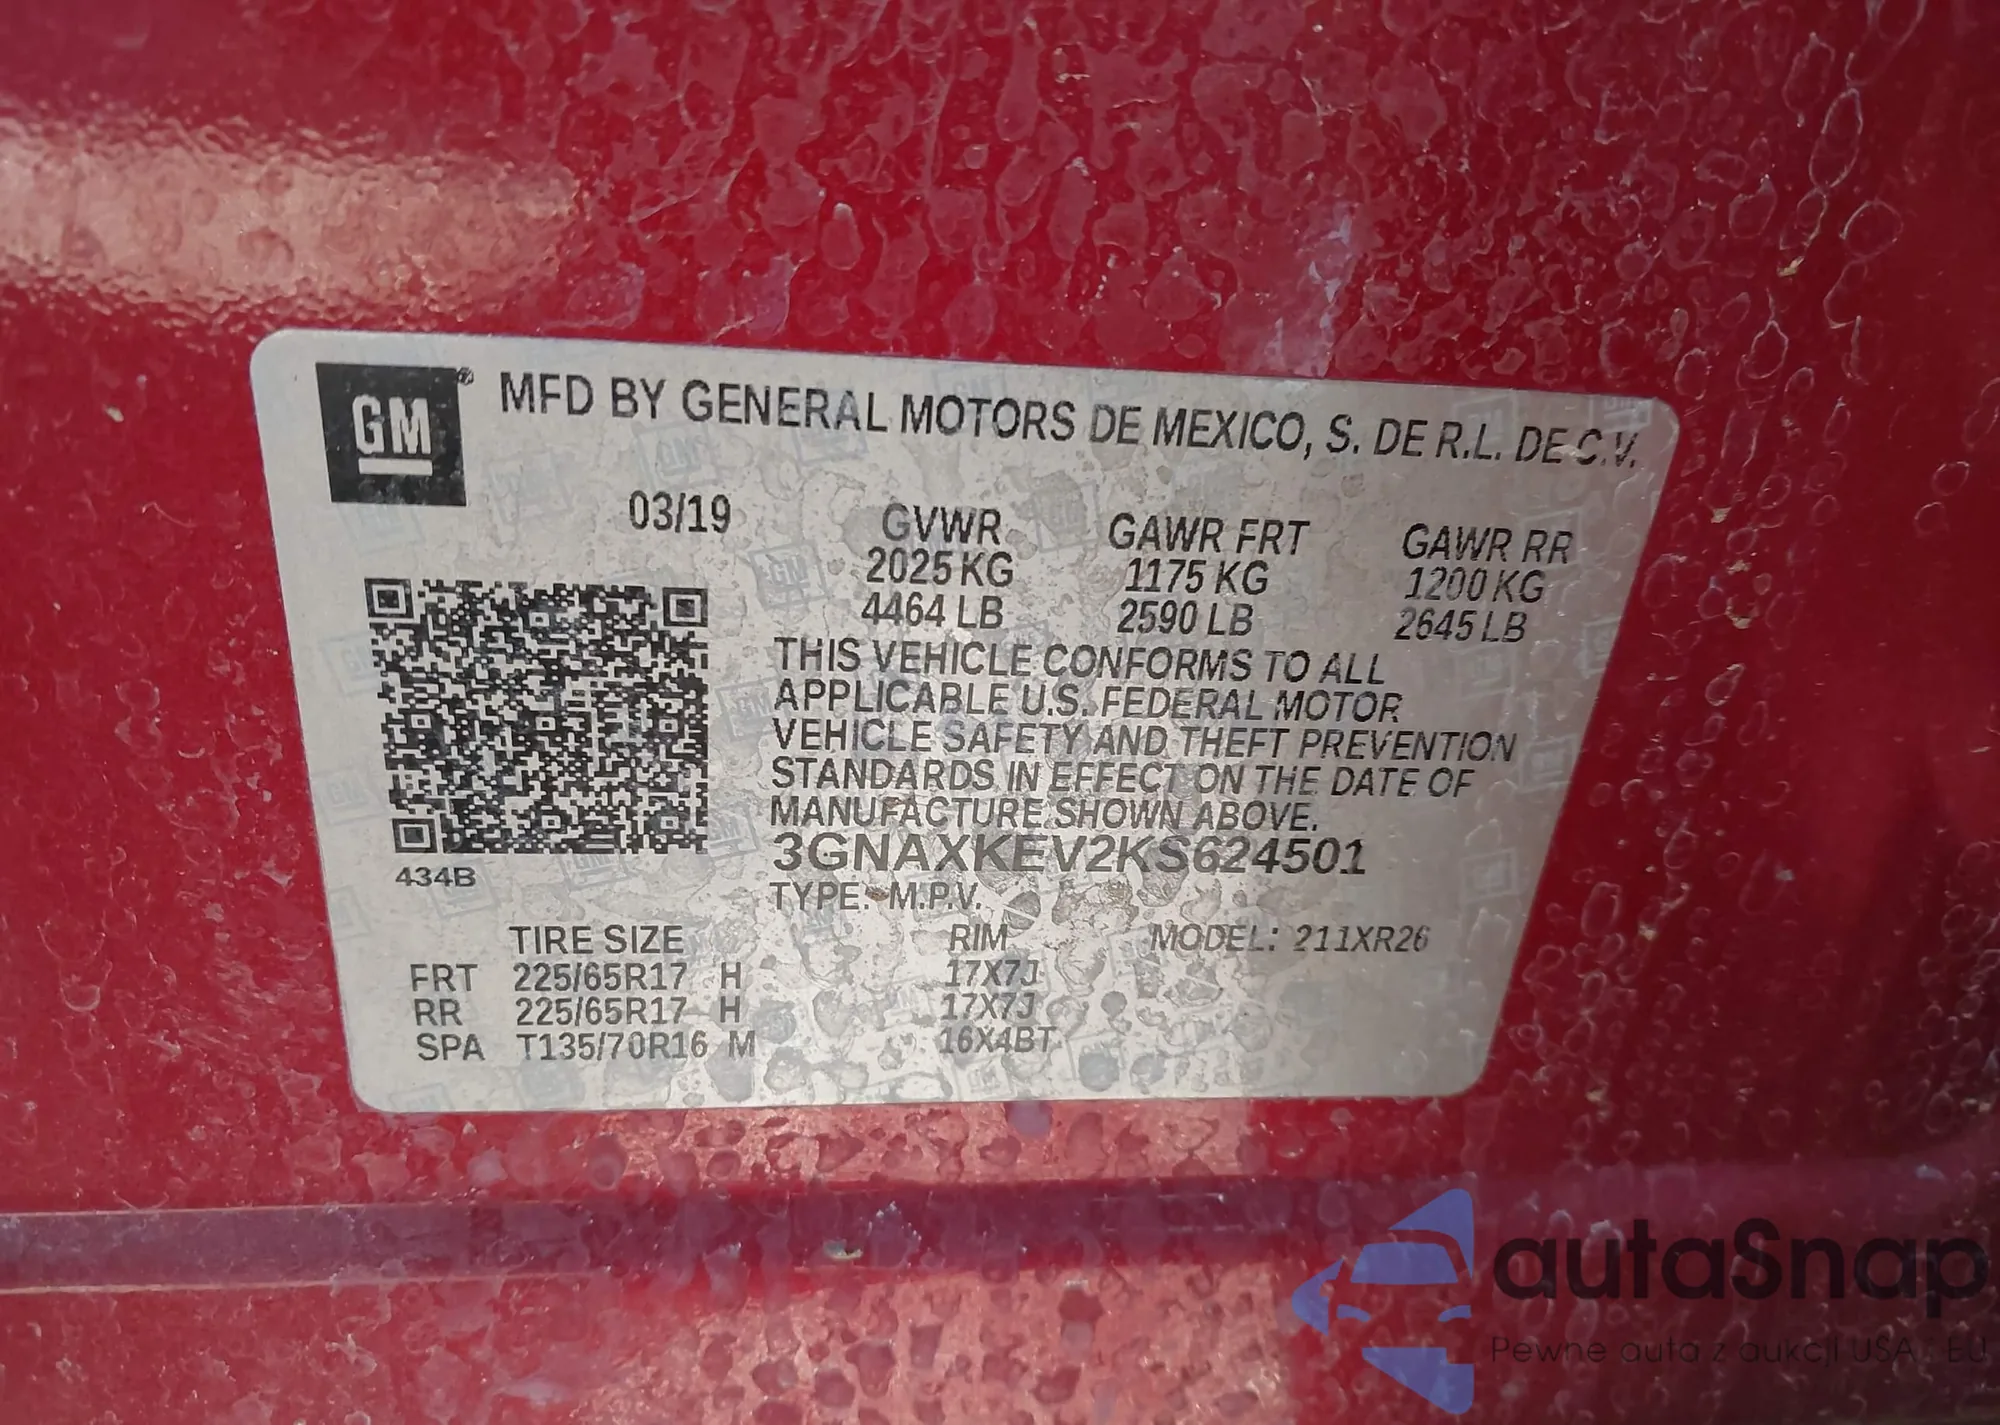 GM ® MFD BY GENERAL MOTORS DE MEXICO, S. DE R.L. DE C.V.
03/19 GVWR GAWR FRT GAWR RR
2025 KG 1175 KG 1200 KG
4464 LB 2590 LB 2645 LB
THIS VEHICLE CONFORMS TO ALL
APPLICABLE U.S. FEDERAL MOTOR
VEHICLE SAFETY AND THEFT PREVENTION
STANDARDS IN EFFECT ON THE DATE OF
MANUFACTURE SHOWN ABOVE.
3GNAXKEV2KS624501
434B TYPE: M.P.V.
TIRE SIZE RIM MODEL: 211XR26
FRT 225/65R17 H 17X7J
RR 225/65R17 H 17X7J
SPA T135/70R16 M 16X4BT
autaSnap
Pewne auta z aukcji USA i EU